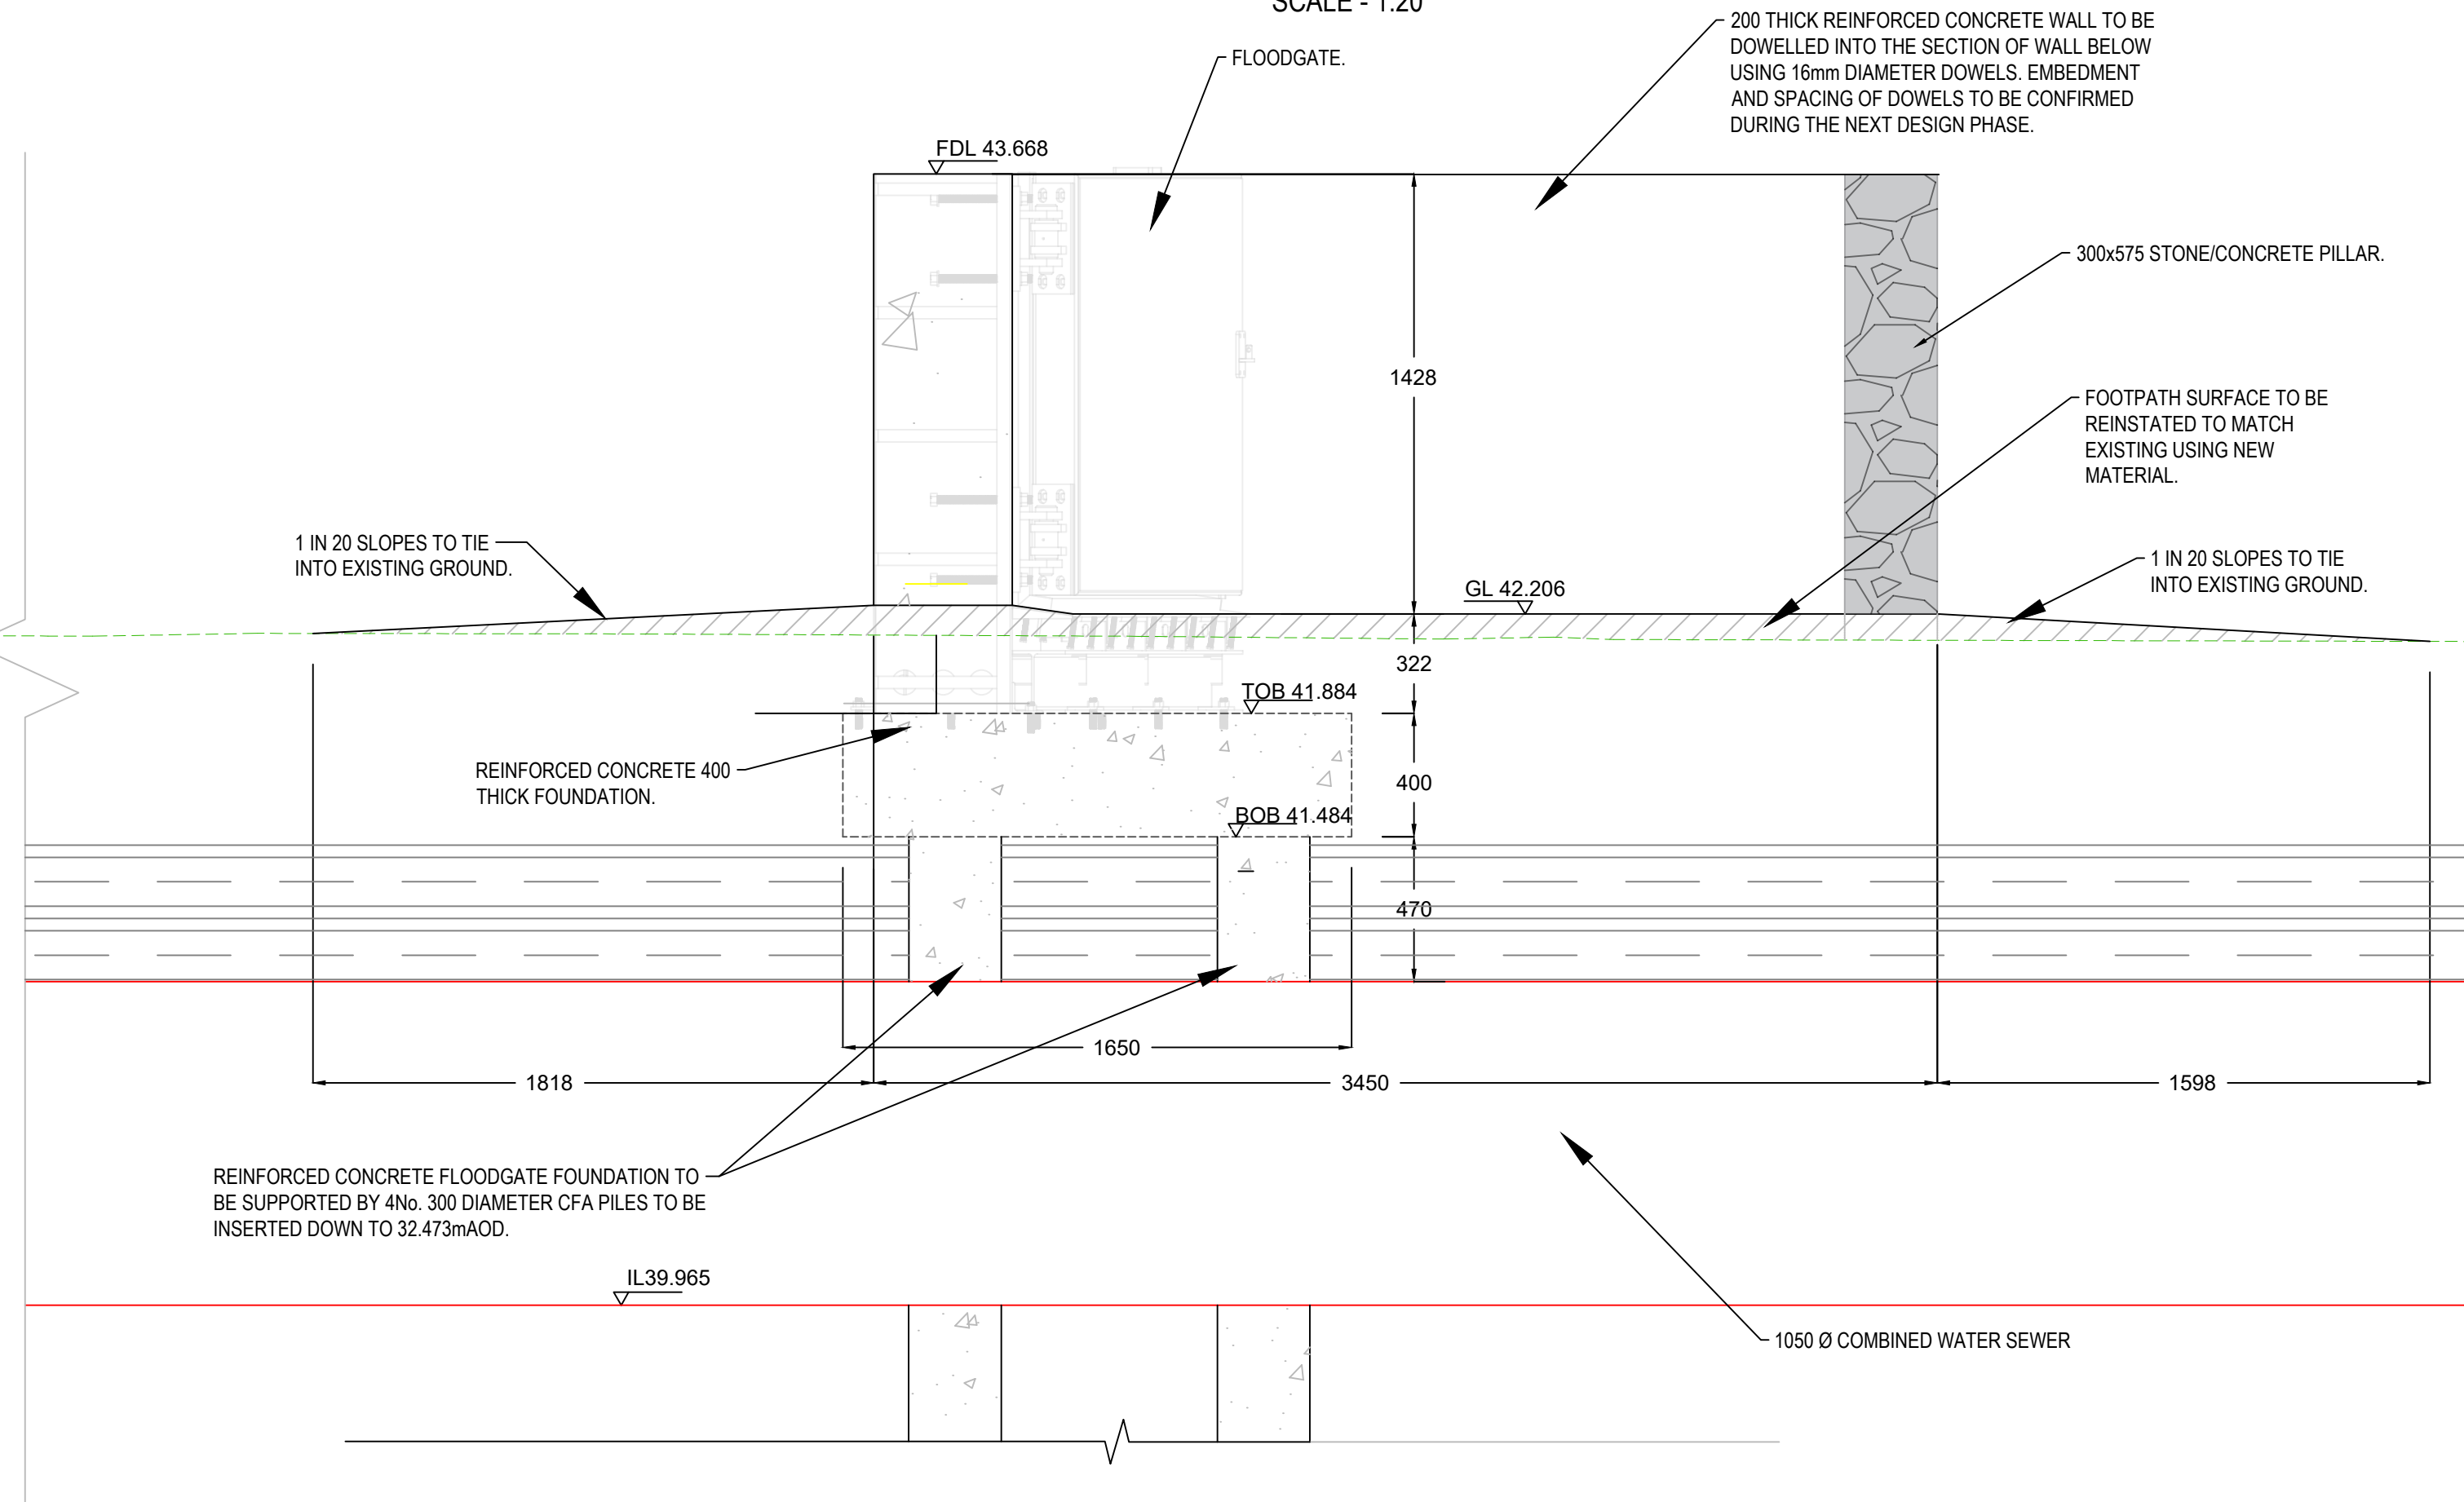 SCALE - 1:20
200 THICK REINFORCED CONCRETE WALL TO BE
DOWELLED INTO THE SECTION OF WALL BELOW
USING 16mm DIAMETER DOWELS. EMBEDMENT
AND SPACING OF DOWELS TO BE CONFIRMED
DURING THE NEXT DESIGN PHASE.
FLOODGATE.
FDL 43.668
300x575 STONE/CONCRETE PILLAR.
1428
FOOTPATH SURFACE TO BE
REINSTATED TO MATCH
EXISTING USING NEW
MATERIAL.
1 IN 20 SLOPES TO TIE
INTO EXISTING GROUND.
1 IN 20 SLOPES TO TIE
INTO EXISTING GROUND.
GL 42.206
322
TOB 41.884
REINFORCED CONCRETE 400
THICK FOUNDATION.
400
BOB 41.484
470
1650
1818
3450
1598
REINFORCED CONCRETE FLOODGATE FOUNDATION TO
BE SUPPORTED BY 4No. 300 DIAMETER CFA PILES TO BE
INSERTED DOWN TO 32.473mAOD.
IL39.965
1050 Ø COMBINED WATER SEWER